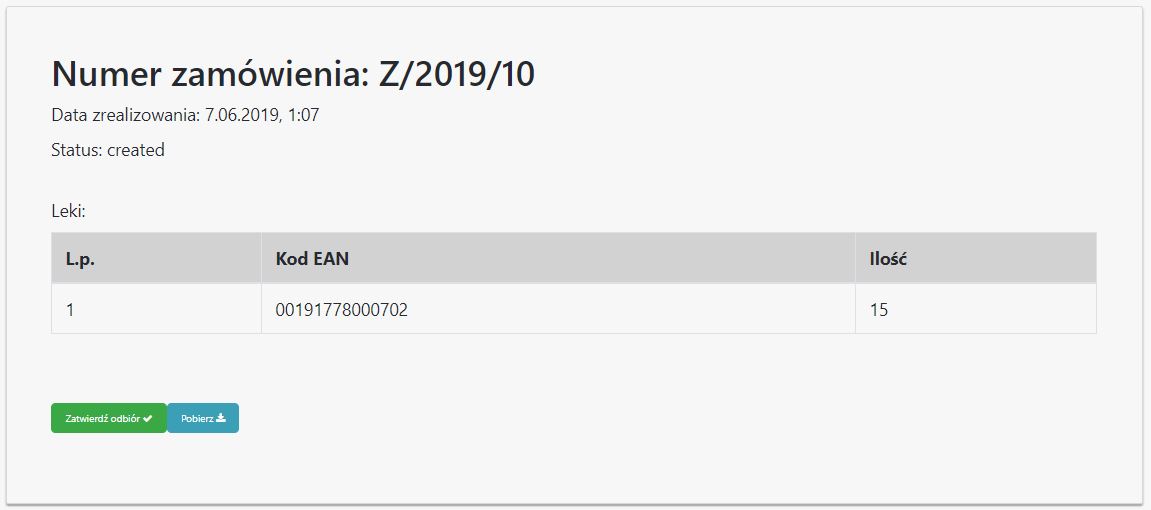 Numer zamówienia: Z/2019/10
Data zrealizowania: 7.06.2019, 1:07
Status: created
Leki:
L.p. Kod EAN Ilość
1 00191778000702 15
Zatwierdź odbiór Pobierz